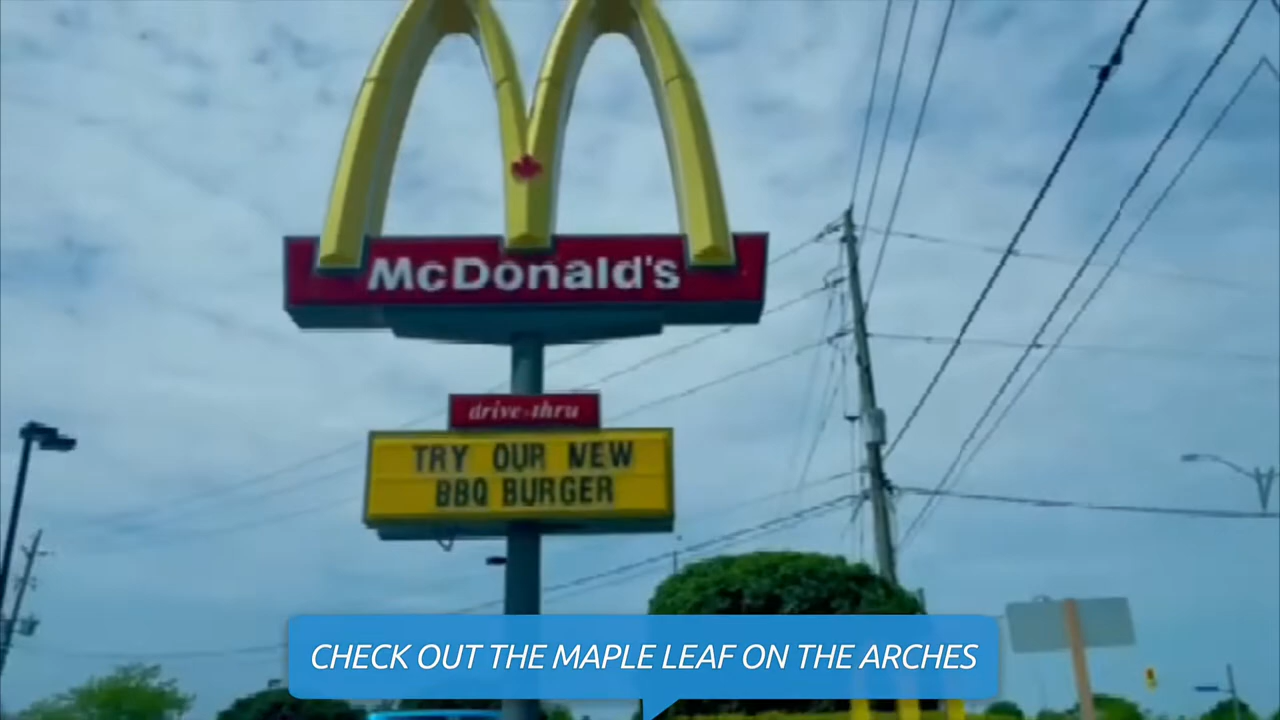 McDonald's
drive-thru
TRY OUR NEW
BBQ BURGER
CHECK OUT THE MAPLE LEAF ON THE ARCHES